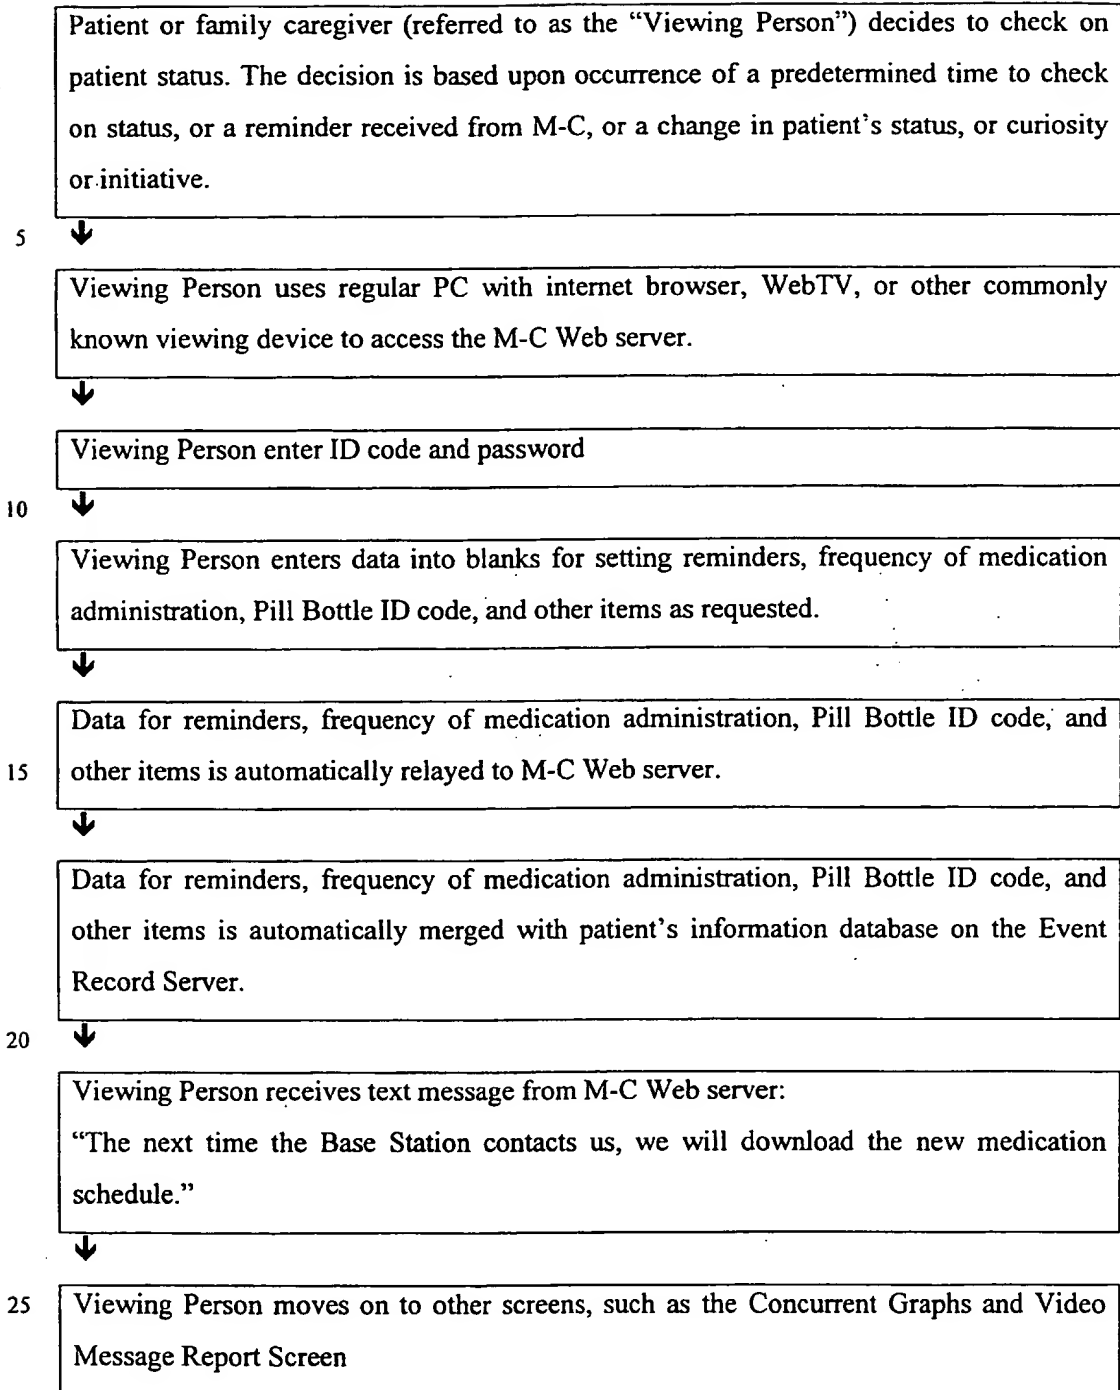 Patient or family caregiver (referred to as the “Viewing Person”) decides to check on
patient status. The decision is based upon occurrence of a predetermined time to check
on status, or a reminder received from M-C, or a change in patient's status, or curiosity
or initiative.
5 ↓
Viewing Person uses regular PC with internet browser, WebTV, or other commonly
known viewing device to access the M-C Web server.
↓
Viewing Person enter ID code and password
10 ↓
Viewing Person enters data into blanks for setting reminders, frequency of medication
administration, Pill Bottle ID code, and other items as requested.
↓
Data for reminders, frequency of medication administration, Pill Bottle ID code, and
15 other items is automatically relayed to M-C Web server.
↓
Data for reminders, frequency of medication administration, Pill Bottle ID code, and
other items is automatically merged with patient's information database on the Event
Record Server.
20 ↓
Viewing Person receives text message from M-C Web server:
“The next time the Base Station contacts us, we will download the new medication
schedule.”
↓
25 Viewing Person moves on to other screens, such as the Concurrent Graphs and Video
Message Report Screen